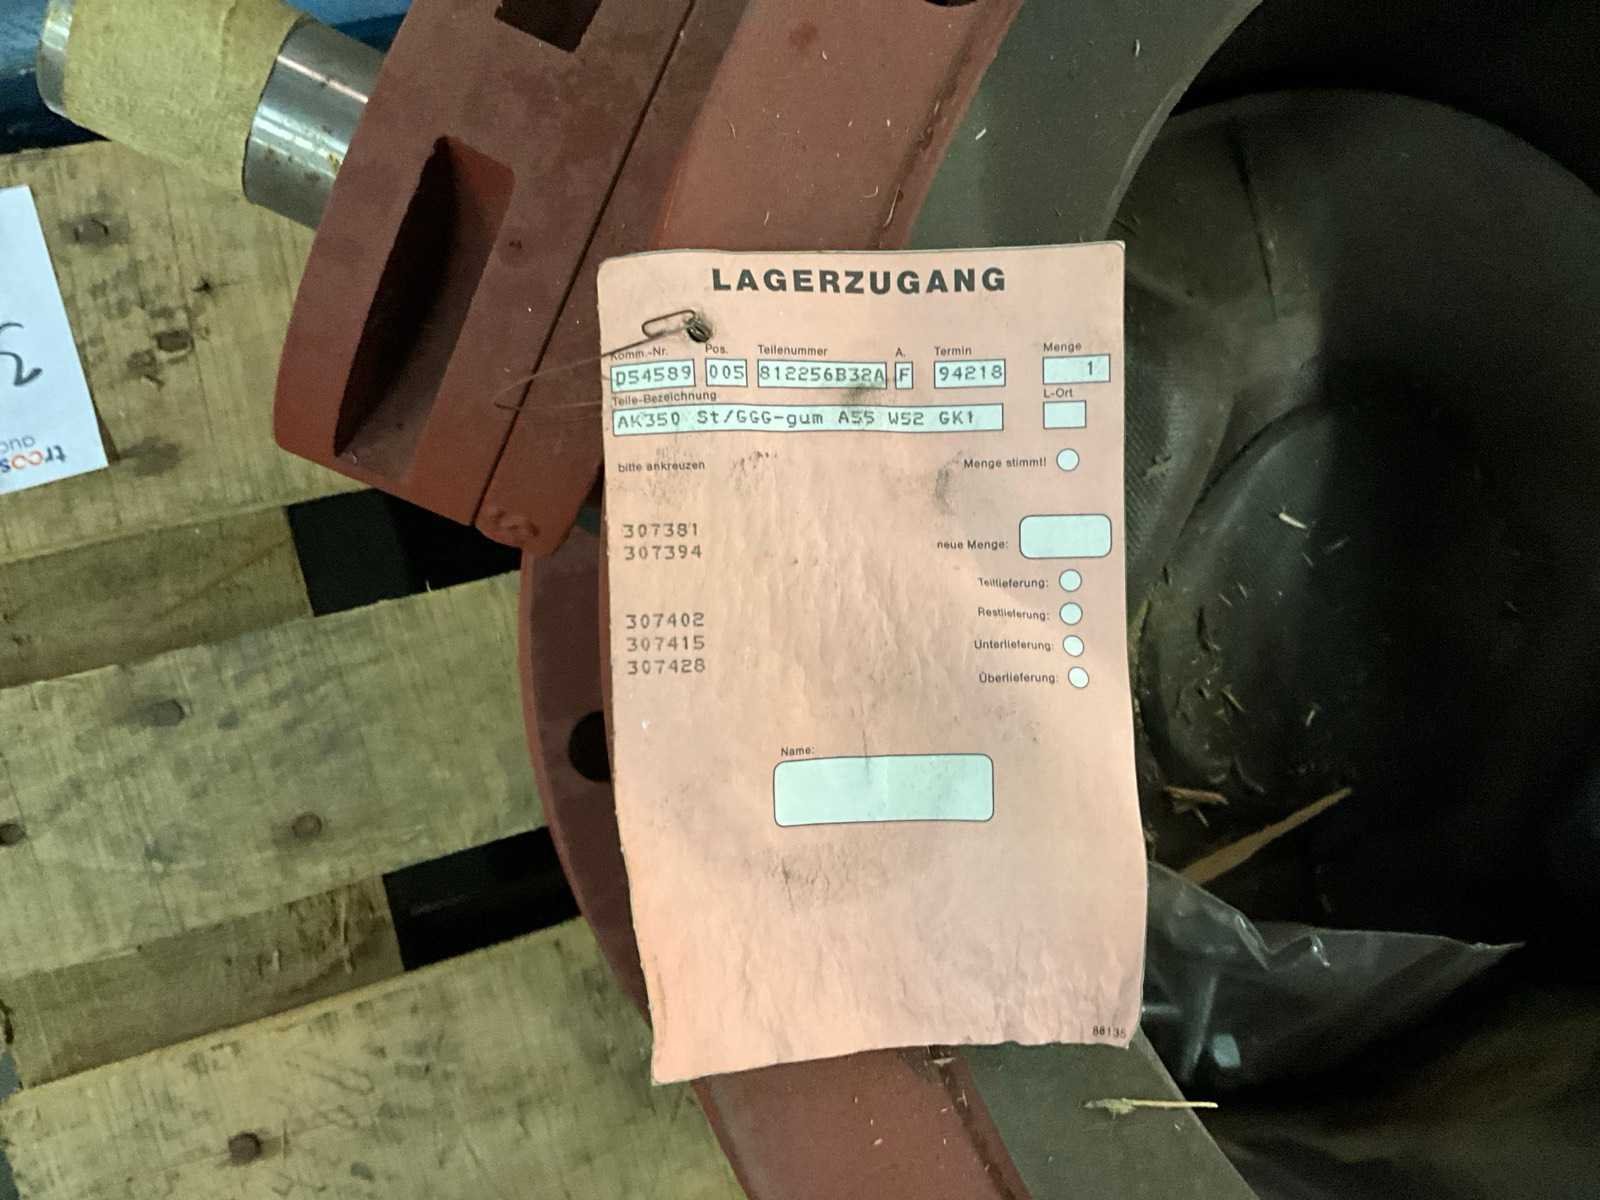 LAGERZUGANG
Komm.-Nr. Pos. Teilenummer A. Termin Menge
D54589 005 812256B32A F 94218 1
Teile-Bezeichnung L-Ort
AK350 St/GGG-gum A55 W52 GK1
bitte ankreuzen Menge stimmt!
307381
307394 neue Menge:
Teillieferung:
307402 Restlieferung:
307415 Unterlieferung:
307428 Überlieferung:
Name:
88135